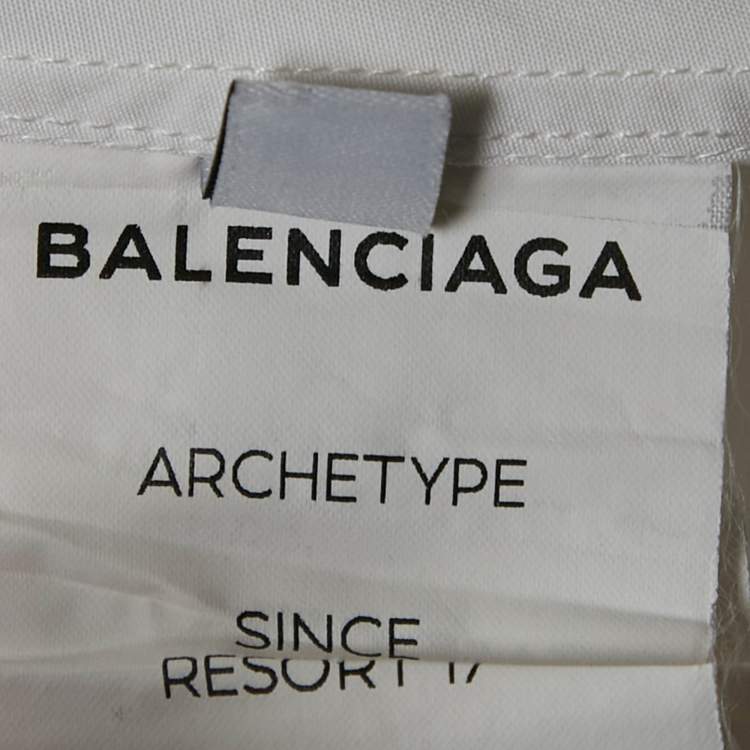 BALENCIAGA
ARCHETYPE
SINCE
RESORT 17